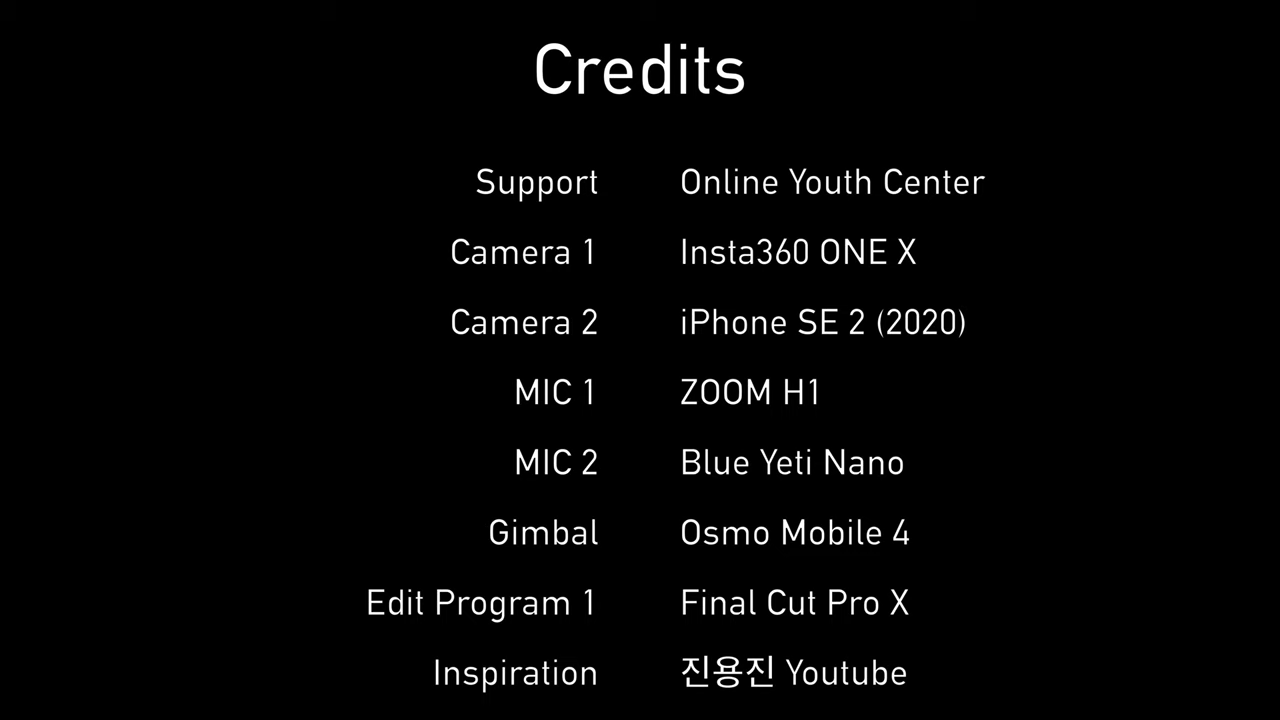 Credits
Support Online Youth Center
Camera 1 Insta360 ONE X
Camera 2 iPhone SE 2 (2020)
MIC 1 ZOOM H1
MIC 2 Blue Yeti Nano
Gimbal Osmo Mobile 4
Edit Program 1 Final Cut Pro X
Inspiration 진용진 Youtube